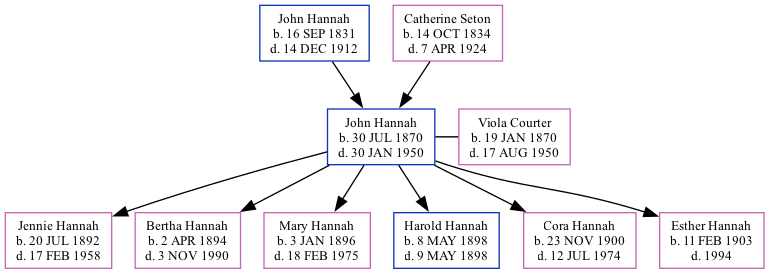 John Hannah
b. 16 SEP 1831
d. 14 DEC 1912
Catherine Seton
b. 14 OCT 1834
d. 7 APR 1924
John Hannah
b. 30 JUL 1870
d. 30 JAN 1950
Viola Courter
b. 19 JAN 1870
d. 17 AUG 1950
Jennie Hannah
b. 20 JUL 1892
d. 17 FEB 1958
Bertha Hannah
b. 2 APR 1894
d. 3 NOV 1990
Mary Hannah
b. 3 JAN 1896
d. 18 FEB 1975
Harold Hannah
b. 8 MAY 1898
d. 9 MAY 1898
Cora Hannah
b. 23 NOV 1900
d. 12 JUL 1974
Esther Hannah
b. 11 FEB 1903
d. 1994